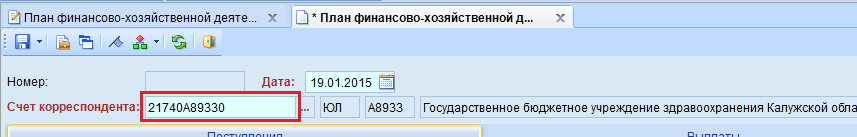 План финансово-хозяйственной деяте... * План финансово-хозяйственной д...
Номер: Дата: 19.01.2015
Счет корреспондента: 21740А89330 ... ЮЛ А8933 Государственное бюджетное учреждение здравоохранения Калужской обла
Поступления Выплаты